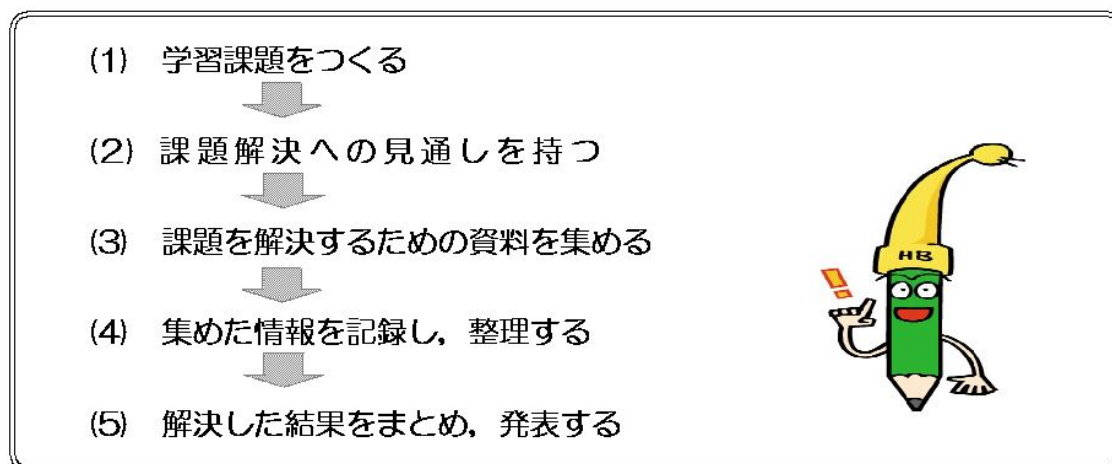 (1) 学習課題をつくる
(2) 課題解決への見通しを持つ
(3) 課題を解決するための資料を集める
HB
(4) 集めた情報を記録し，整理する
(5) 解決した結果をまとめ，発表する